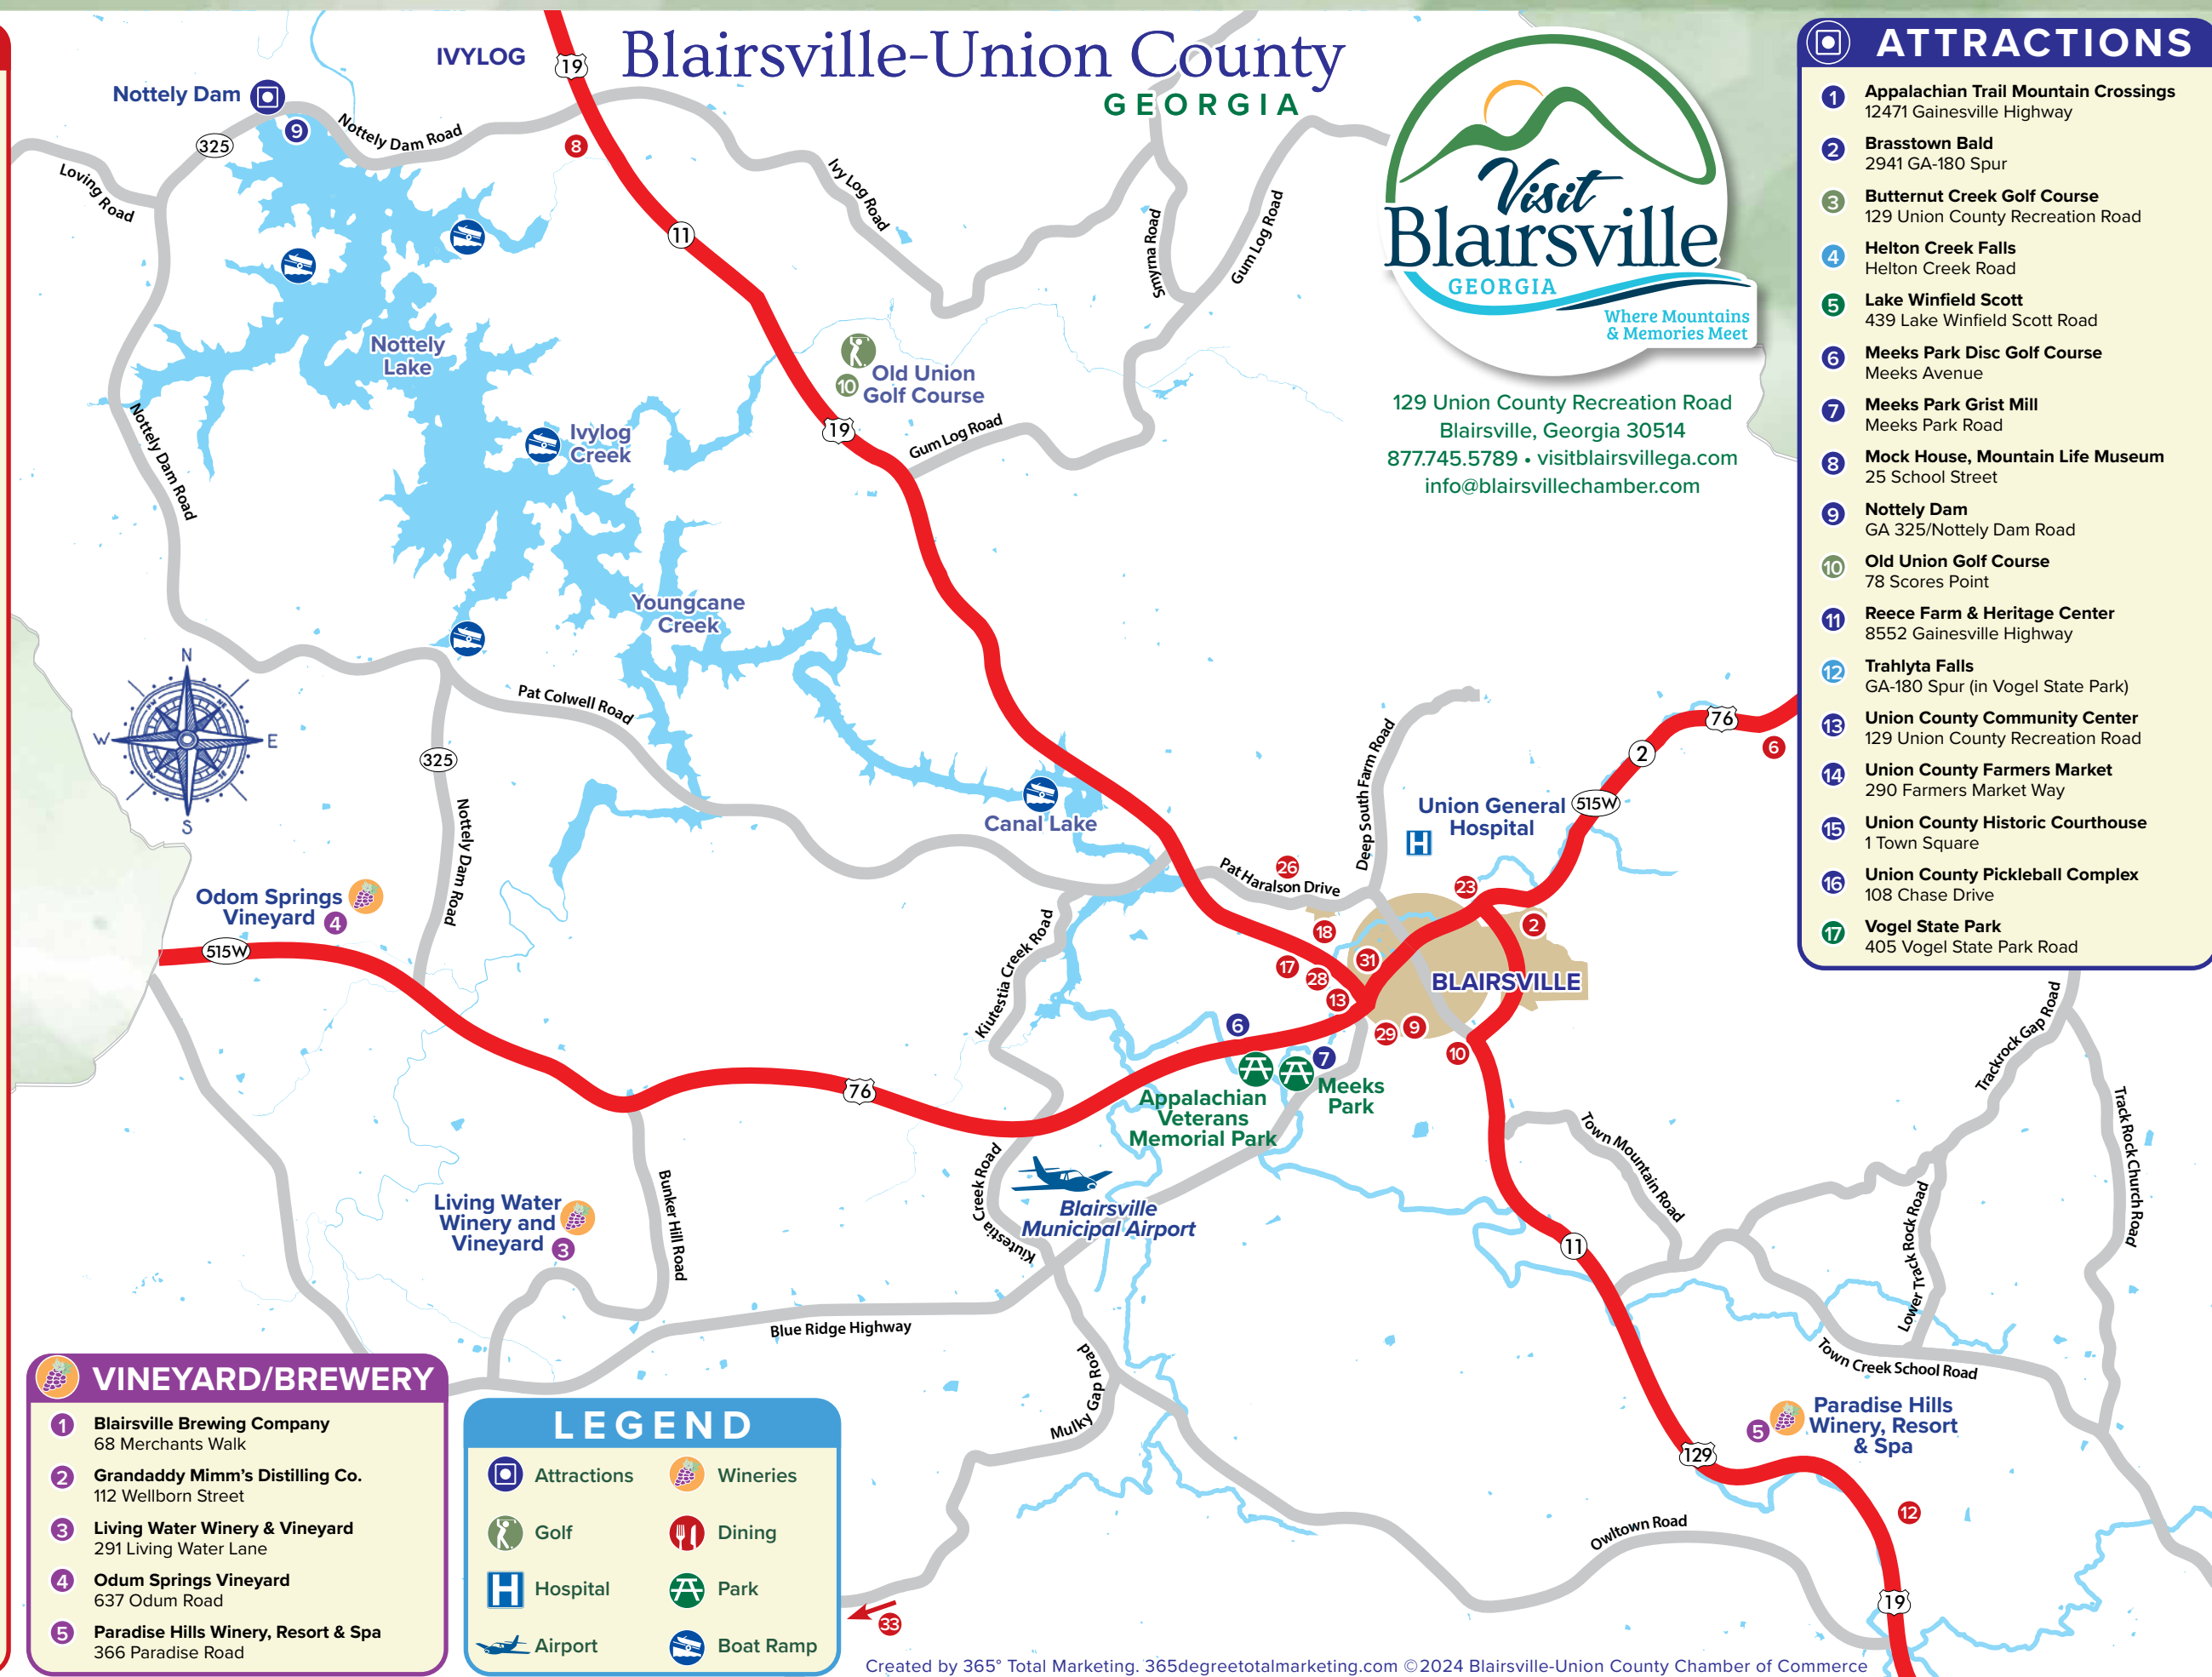 Blairsville-Union County
GEORGIA
Visit
Blairsville
GEORGIA
Where Mountains
& Memories Meet
129 Union County Recreation Road
Blairsville, Georgia 30514
877.745.5789 • visitblairsvillega.com
info@blairsvillechamber.com
ATTRACTIONS
1 Appalachian Trail Mountain Crossings
12471 Gainesville Highway
2 Brasstown Bald
2941 GA-180 Spur
3 Butternut Creek Golf Course
129 Union County Recreation Road
4 Helton Creek Falls
Helton Creek Road
5 Lake Winfield Scott
439 Lake Winfield Scott Road
6 Meeks Park Disc Golf Course
Meeks Avenue
7 Meeks Park Grist Mill
Meeks Park Road
8 Mock House, Mountain Life Museum
25 School Street
9 Nottely Dam
GA 325/Nottely Dam Road
10 Old Union Golf Course
78 Scores Point
11 Reece Farm & Heritage Center
8552 Gainesville Highway
12 Trahlyta Falls
GA-180 Spur (in Vogel State Park)
13 Union County Community Center
129 Union County Recreation Road
14 Union County Farmers Market
290 Farmers Market Way
15 Union County Historic Courthouse
1 Town Square
16 Union County Pickleball Complex
108 Chase Drive
17 Vogel State Park
405 Vogel State Park Road
IVYLOG
19
Nottely Dam
9
325
Nottely Dam Road
8
Loving Road
Ivy Log Road
11
Smyrna Road
Gum Log Road
Nottely
Lake
Old Union
10 Golf Course
19
Gum Log Road
Nottely Dam Road
Ivylog
Creek
Youngcane
Creek
N
W E
S
Pat Colwell Road
325
Nottely Dam Road
Canal Lake
Deep South Farm Road
76
6
2
515W
Union General
Hospital
H
26
Pat Haralson Drive
23
2
18
31
17
28
13
BLAIRSVILLE
29
9
10
Odom Springs
Vineyard 4
515W
Kiutestia Creek Road
6
7
76
Appalachian
Veterans
Memorial Park
Meeks
Park
Town Mountain Road
Trackrock Gap Road
Track Rock Church Road
Lower Track Rock Road
Kiutestia Creek Road
Blairsville
Municipal Airport
Living Water
Winery and
Vineyard 3
Bunker Hill Road
11
Blue Ridge Highway
Mulky Gap Road
Town Creek School Road
Paradise Hills
5 Winery, Resort
& Spa
129
12
Owltown Road
19
33
VINEYARD/BREWERY
1 Blairsville Brewing Company
68 Merchants Walk
2 Grandaddy Mimm's Distilling Co.
112 Wellborn Street
3 Living Water Winery & Vineyard
291 Living Water Lane
4 Odum Springs Vineyard
637 Odum Road
5 Paradise Hills Winery, Resort & Spa
366 Paradise Road
LEGEND
Attractions Wineries
Golf Dining
H Hospital Park
Airport Boat Ramp
Created by 365° Total Marketing. 365degreetotalmarketing.com ©2024 Blairsville-Union County Chamber of Commerce